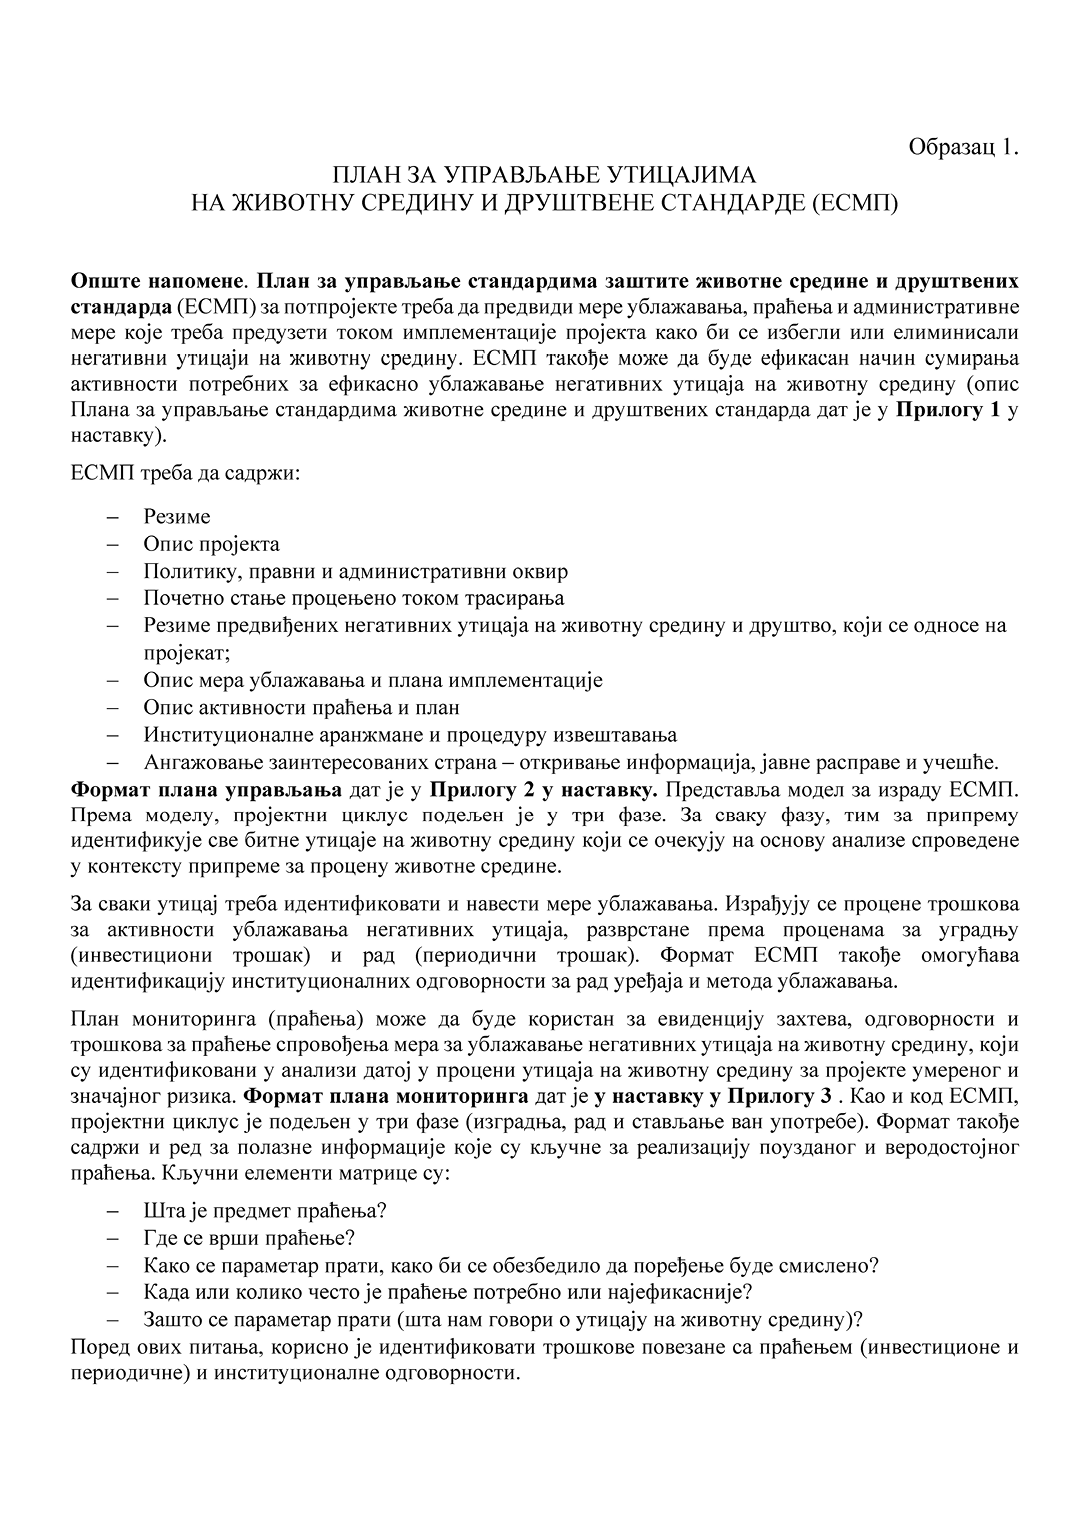 Образац 1.
ПЛАН ЗА УПРАВЉАЊЕ УТИЦАЈИМА
НА ЖИВОТНУ СРЕДИНУ И ДРУШТВЕНЕ СТАНДАРДЕ (ЕСМП)
Опште напомене. План за управљање стандардима заштите животне средине и друштвених
стандарда (ЕСМП) за потпројекте треба да предвиди мере ублажавања, праћења и административне
мере које треба предузети током имплементације пројекта како би се избегли или елиминисали
негативни утицаји на животну средину. ЕСМП такође може да буде ефикасан начин сумирања
активности потребних за ефикасно ублажавање негативних утицаја на животну средину (опис
Плана за управљање стандардима животне средине и друштвених стандарда дат је у Прилогу 1 у
наставку).
ЕСМП треба да садржи:
– Резиме
– Опис пројекта
– Политику, правни и административни оквир
– Почетно стање процењено током трасирања
– Резиме предвиђених негативних утицаја на животну средину и друштво, који се односе на
пројекат;
– Опис мера ублажавања и плана имплементације
– Опис активности праћења и план
– Институционалне аранжмане и процедуру извештавања
– Ангажовање заинтересованих страна – откривање информација, јавне расправе и учешће.
Формат плана управљања дат је у Прилогу 2 у наставку. Представља модел за израду ЕСМП.
Према моделу, пројектни циклус подељен је у три фазе. За сваку фазу, тим за припрему
идентификује све битне утицаје на животну средину који се очекују на основу анализе спроведене
у контексту припреме за процену животне средине.
За сваки утицај треба идентификовати и навести мере ублажавања. Израђују се процене трошкова
за активности ублажавања негативних утицаја, разврстане према проценама за уградњу
(инвестициони трошак) и рад (периодични трошак). Формат ЕСМП такође омогућава
идентификацију институционалних одговорности за рад уређаја и метода ублажавања.
План мониторинга (праћења) може да буде користан за евиденцију захтева, одговорности и
трошкова за праћење спровођења мера за ублажавање негативних утицаја на животну средину, који
су идентификовани у анализи датој у процени утицаја на животну средину за пројекте умереног и
значајног ризика. Формат плана мониторинга дат је у наставку у Прилогу 3 . Као и код ЕСМП,
пројектни циклус је подељен у три фазе (изградња, рад и стављање ван употребе). Формат такође
садржи и ред за полазне информације које су кључне за реализацију поузданог и веродостојног
праћења. Кључни елементи матрице су:
– Шта је предмет праћења?
– Где се врши праћење?
– Како се параметар прати, како би се обезбедило да поређење буде смислено?
– Када или колико често је праћење потребно или најефикасније?
– Зашто се параметар прати (шта нам говори о утицају на животну средину)?
Поред ових питања, корисно је идентификовати трошкове повезане са праћењем (инвестиционе и
периодичне) и институционалне одговорности.